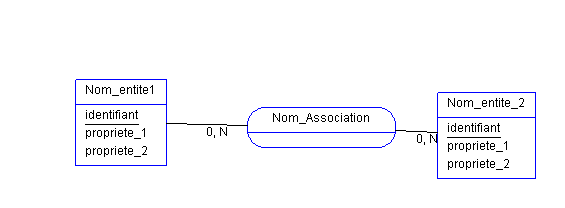 Nom_entite1
identifiant
propriete_1
propriete_2
0, N
Nom_Association
0, N
Nom_entite_2
identifiant
propriete_1
propriete_2